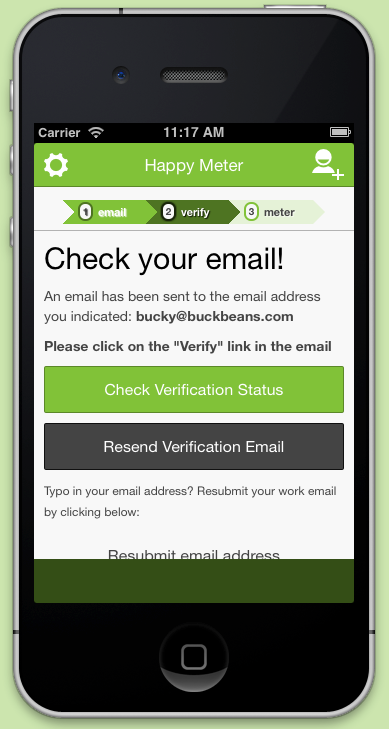 Carrier 11:17 AM
Happy Meter
1 email 2 verify 3 meter
Check your email!
An email has been sent to the email address
you indicated: bucky@buckbeans.com
Please click on the "Verify" link in the email
Check Verification Status
Resend Verification Email
Typo in your email address? Resubmit your work email
by clicking below:
Resubmit email address